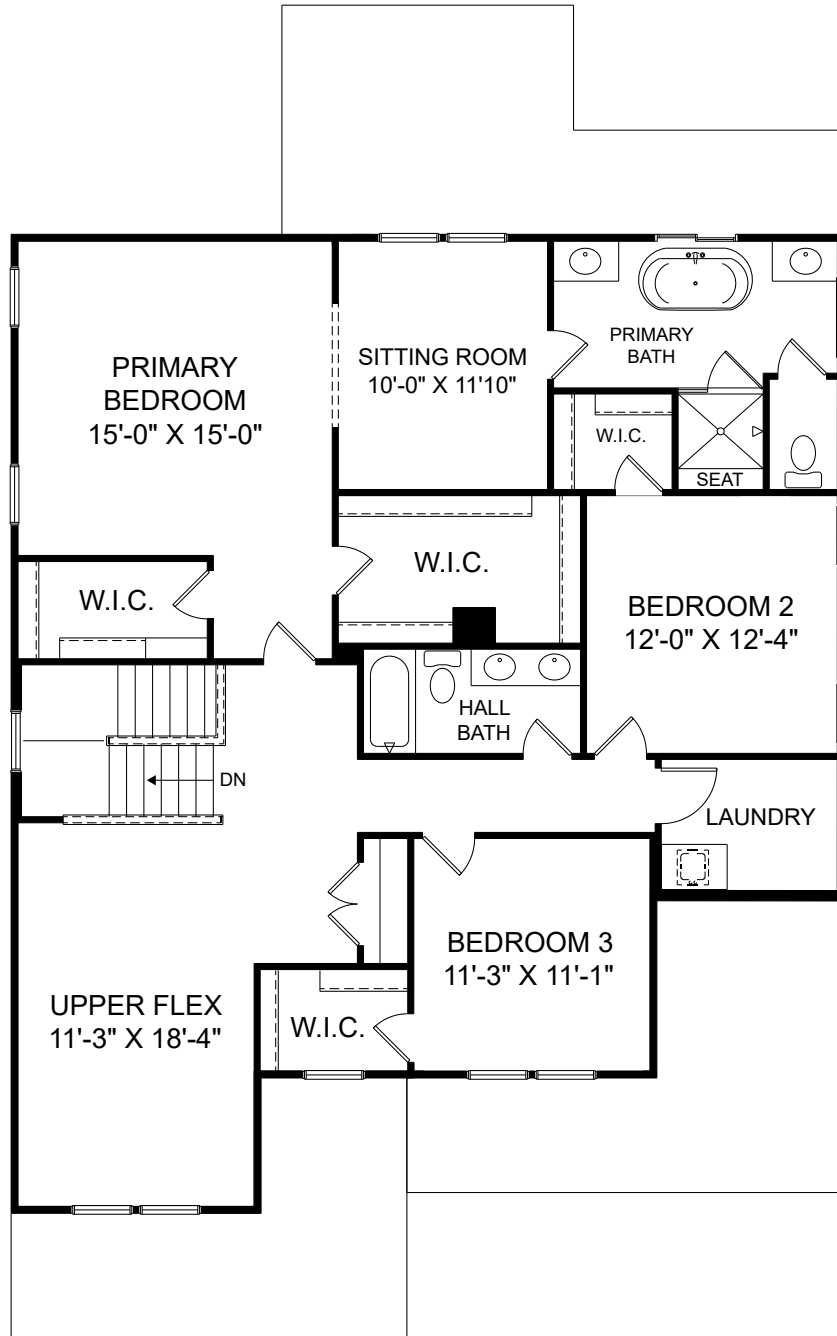 PRIMARY
BEDROOM
15'-0" X 15'-0"
SITTING ROOM
10'-0" X 11'10"
PRIMARY
BATH
W.I.C.
SEAT
W.I.C.
W.I.C.
BEDROOM 2
12'-0" X 12'-4"
HALL
BATH
DN
LAUNDRY
BEDROOM 3
11'-3" X 11'-1"
UPPER FLEX
11'-3" X 18'-4"
W.I.C.